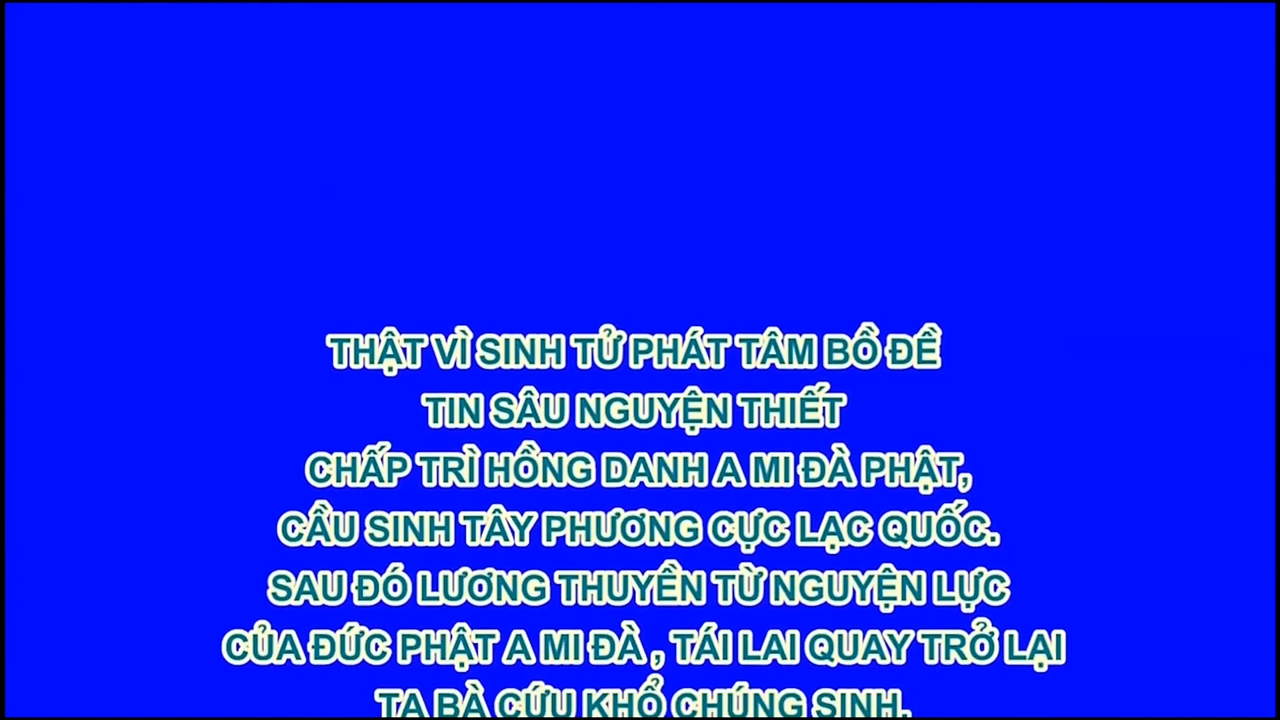 THẬT VÌ SINH TỬ PHÁT TÂM BỒ ĐỀ
TIN SÂU NGUYỆN THIẾT
CHẤP TRÌ HỒNG DANH A MI ĐÀ PHẬT,
CẦU SINH TÂY PHƯƠNG CỰC LẠC QUỐC.
SAU ĐÓ LƯƠNG THUYỀN TỪ NGUYỆN LỰC
CỦA ĐỨC PHẬT A MI ĐÀ , TÁI LAI QUAY TRỞ LẠI
TA BÀ CỨU KHỔ CHÚNG SINH.